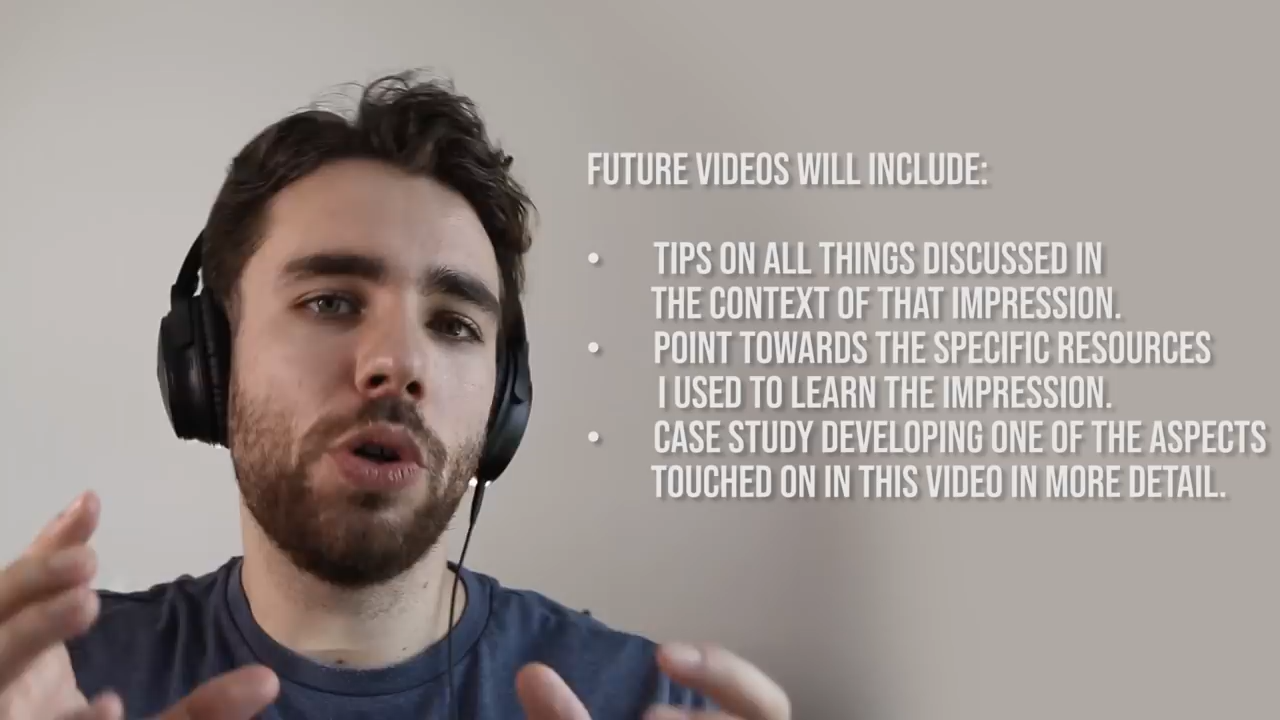 FUTURE VIDEOS WILL INCLUDE:
• TIPS ON ALL THINGS DISCUSSED IN
THE CONTEXT OF THAT IMPRESSION.
• POINT TOWARDS THE SPECIFIC RESOURCES
I USED TO LEARN THE IMPRESSION.
• CASE STUDY DEVELOPING ONE OF THE ASPECTS
TOUCHED ON IN THIS VIDEO IN MORE DETAIL.